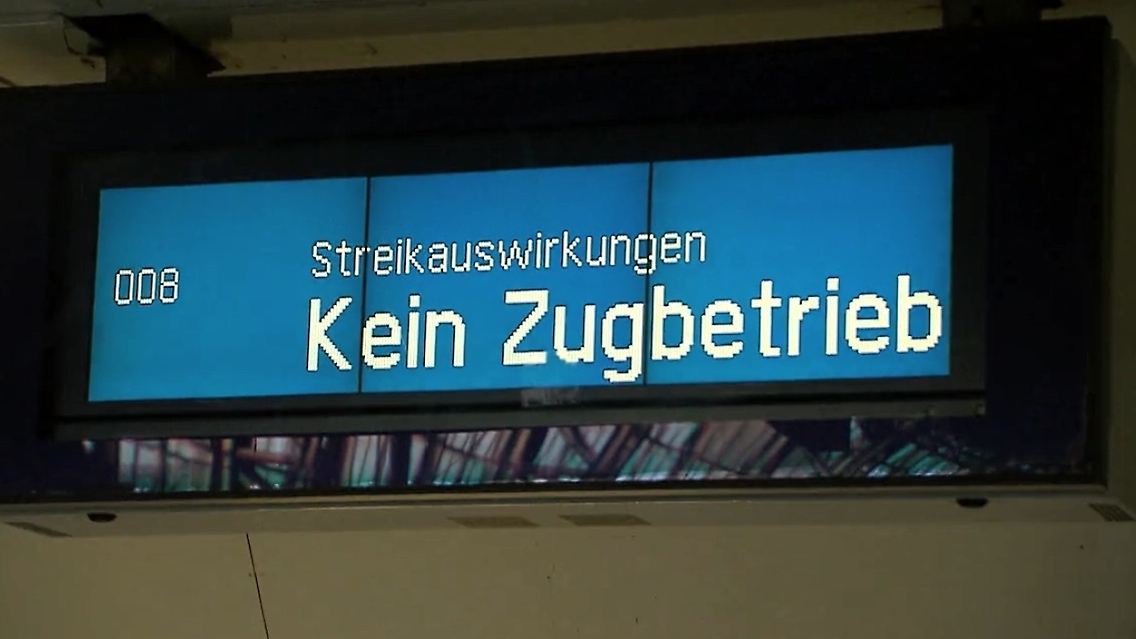 008
Streikauswirkungen
Kein Zugbetrieb